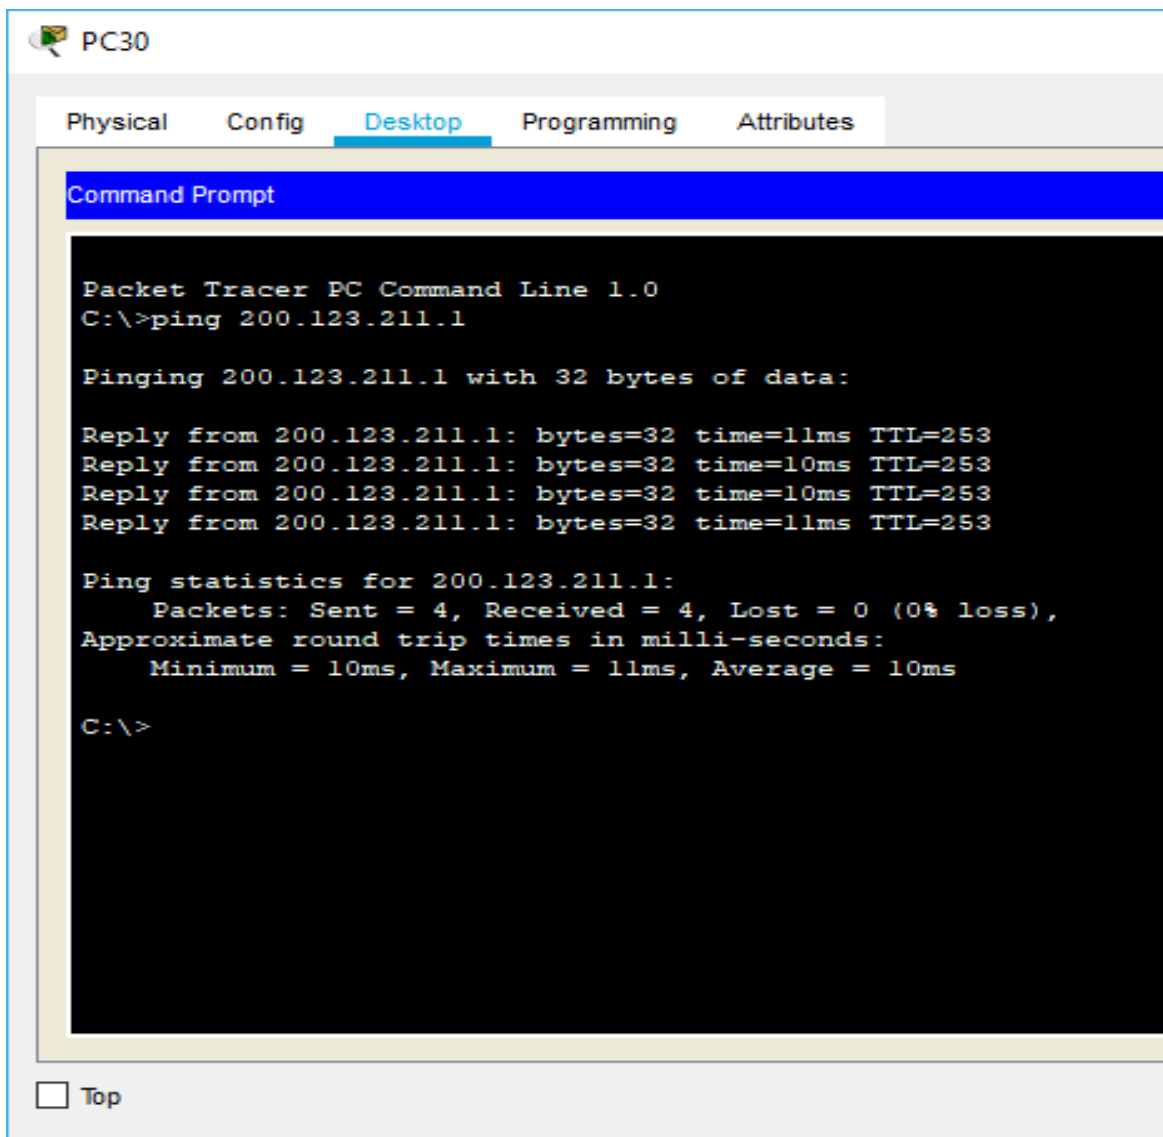 PC30
Physical Config Desktop Programming Attributes
Command Prompt
Packet Tracer PC Command Line 1.0
C:\>ping 200.123.211.1
Pinging 200.123.211.1 with 32 bytes of data:
Reply from 200.123.211.1: bytes=32 time=11ms TTL=253
Reply from 200.123.211.1: bytes=32 time=10ms TTL=253
Reply from 200.123.211.1: bytes=32 time=10ms TTL=253
Reply from 200.123.211.1: bytes=32 time=11ms TTL=253
Ping statistics for 200.123.211.1:
Packets: Sent = 4, Received = 4, Lost = 0 (0% loss),
Approximate round trip times in milli-seconds:
Minimum = 10ms, Maximum = 11ms, Average = 10ms
C:\>
Top